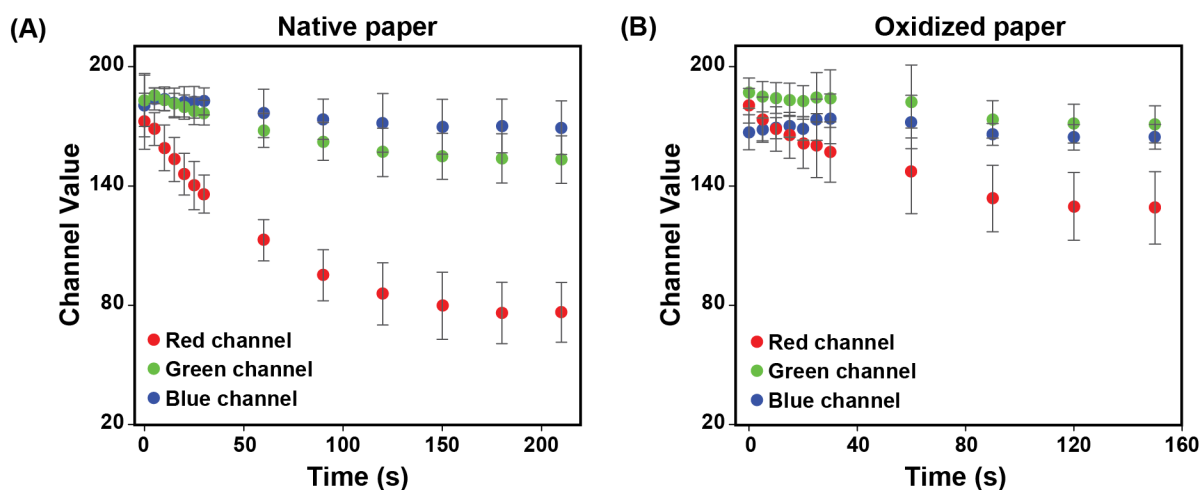 (A)
Native paper
Channel Value
200
140
80
20
Red channel
Green channel
Blue channel
0
50
100
150
200
Time (s)
(B)
Oxidized paper
Channel Value
200
140
80
20
Red channel
Green channel
Blue channel
0
40
80
120
160
Time (s)